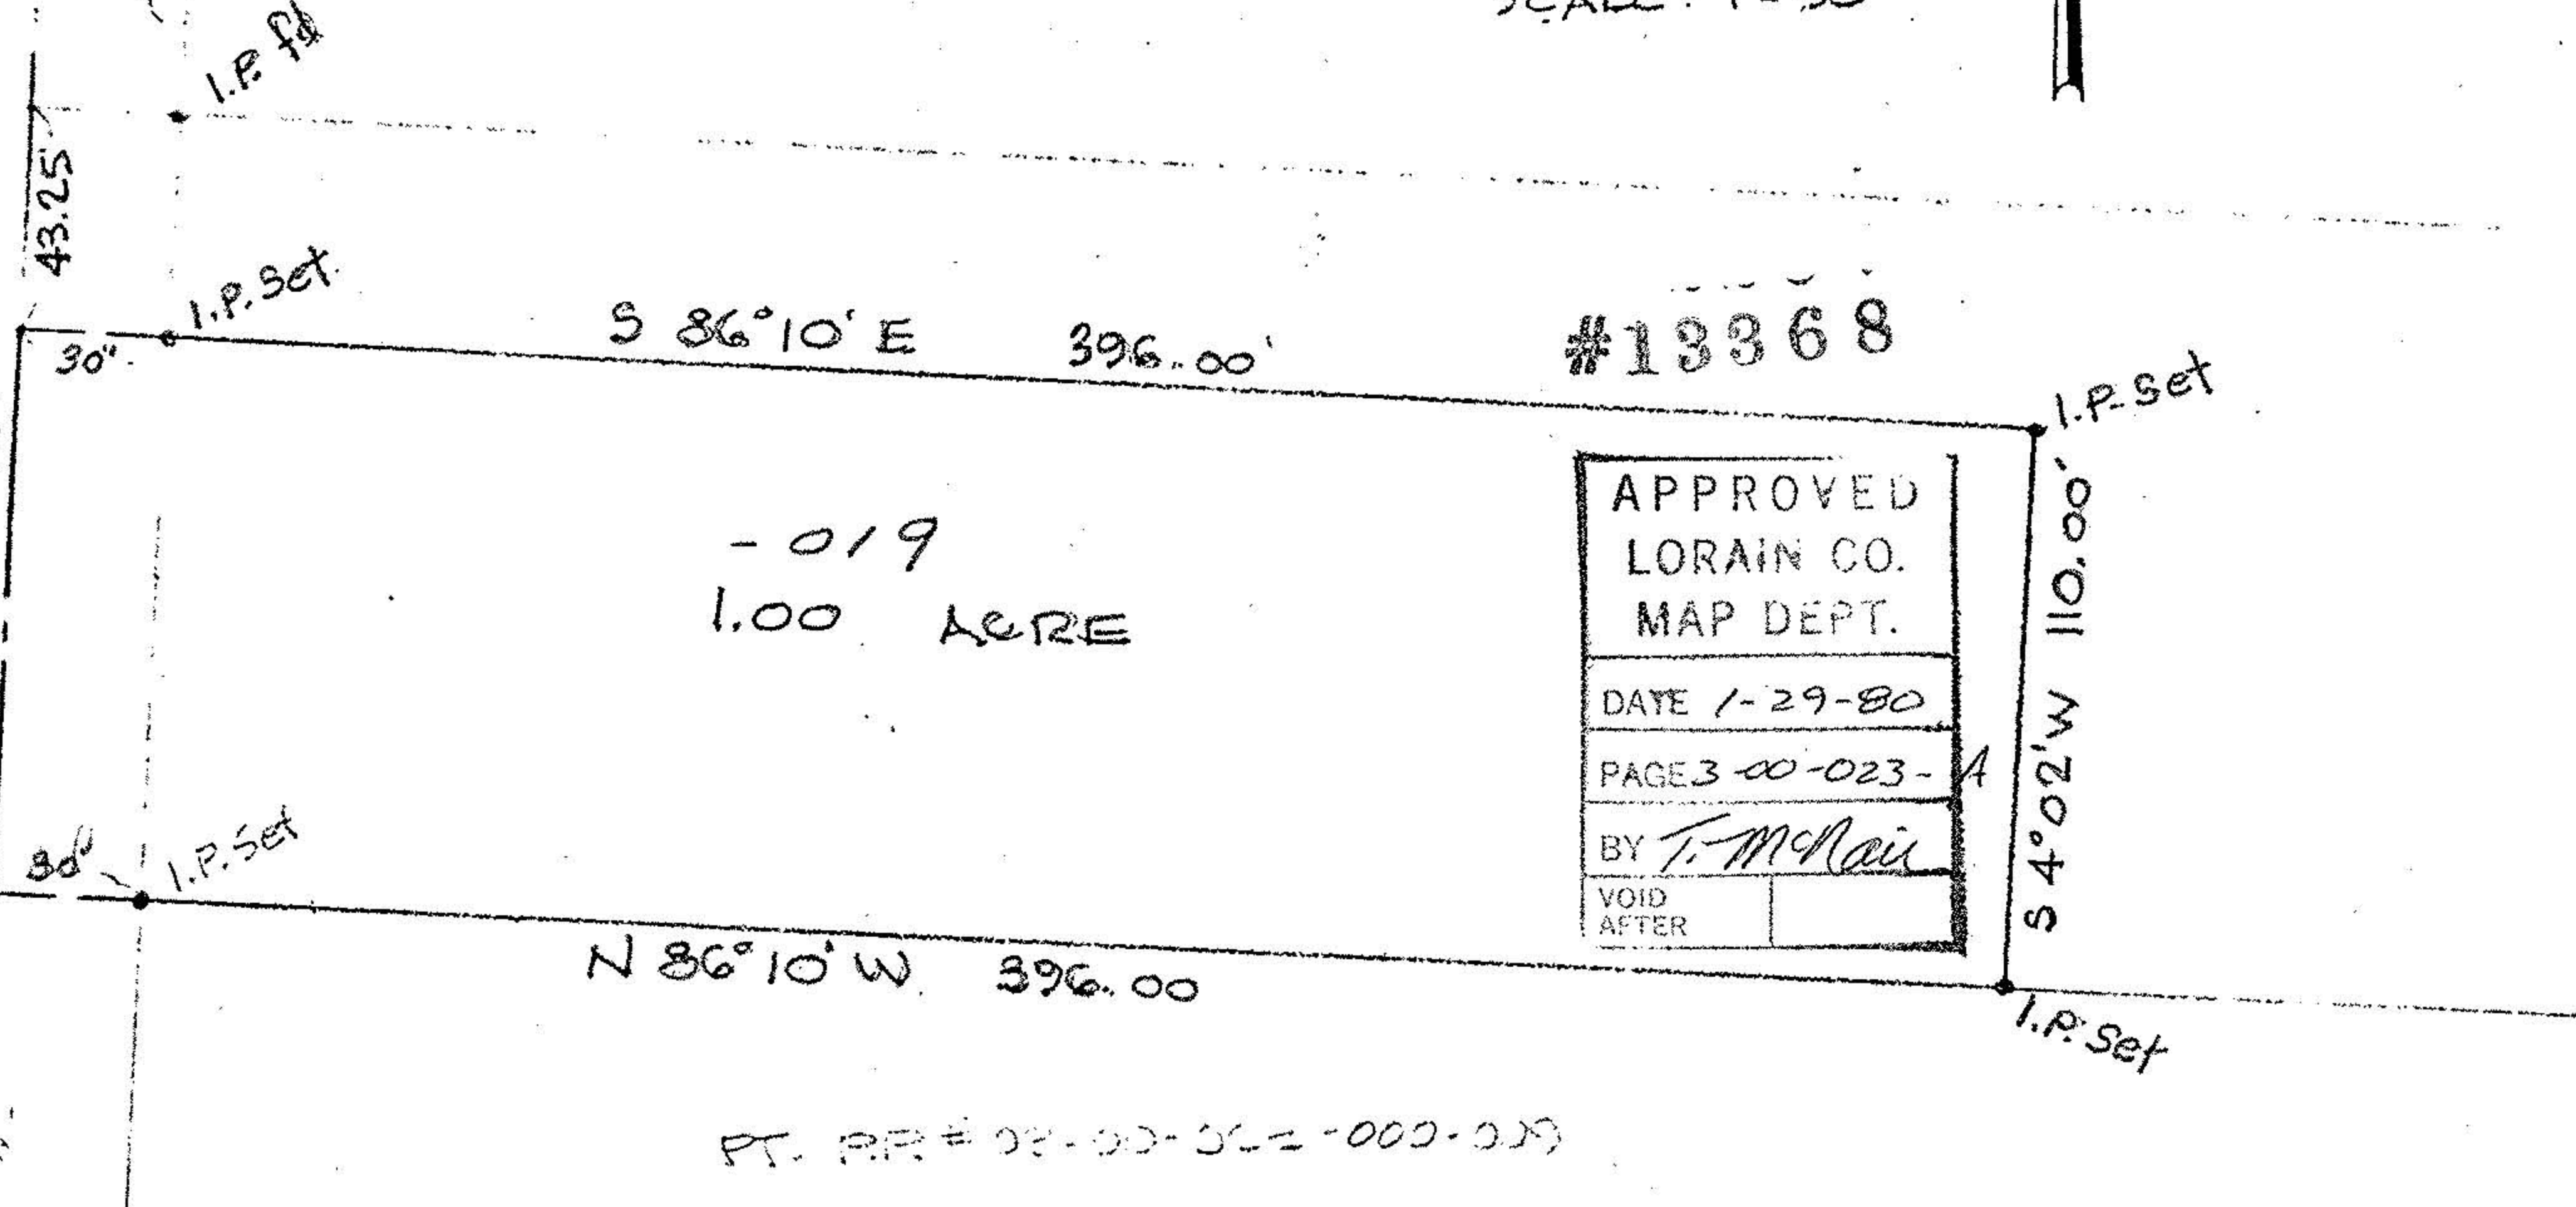 I.P. fd
43.25
I.P. Set.
30".
S 86°10' E 396.00'
#13368
I.P. Set
APPROVED
LORAIN CO.
MAP DEPT.
DATE 1-29-80
PAGE 3-00-023-A
BY T. McNair
VOID
AFTER
- 019
1.00 ACRE
S 4°02' W 110.00'
30"
I.P. Set
N 86°10' W. 396.00
I.P. Set
PT. P.P. #
-000-